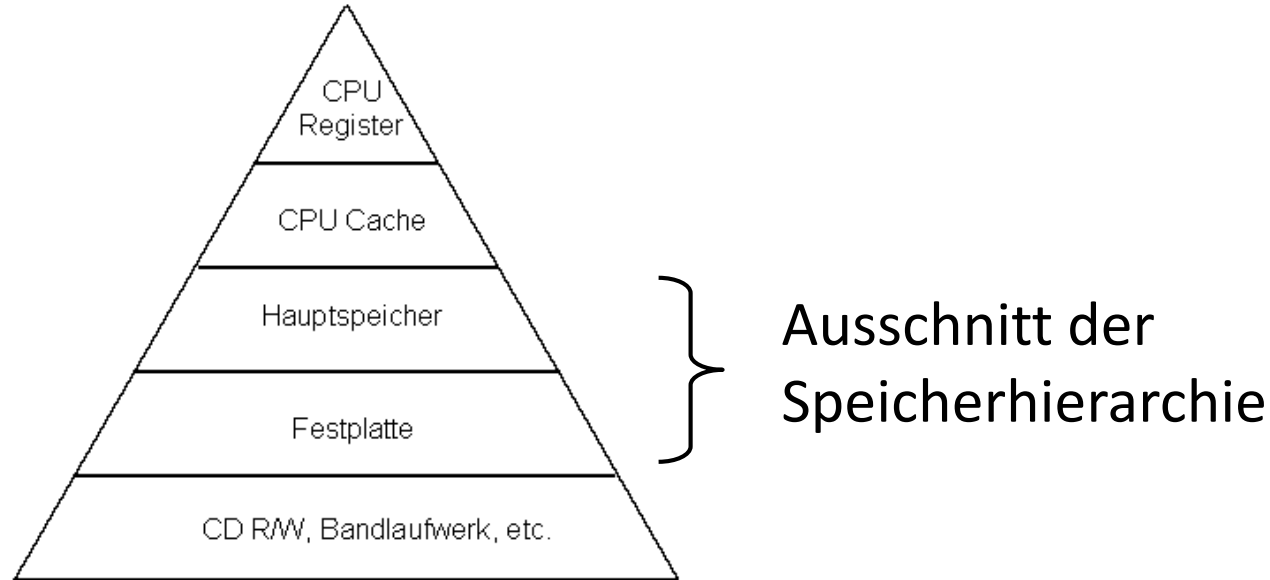 CPU
Register
CPU Cache
Hauptspeicher
Festplatte
CD R/W, Bandlaufwerk, etc.
Ausschnitt der
Speicherhierarchie